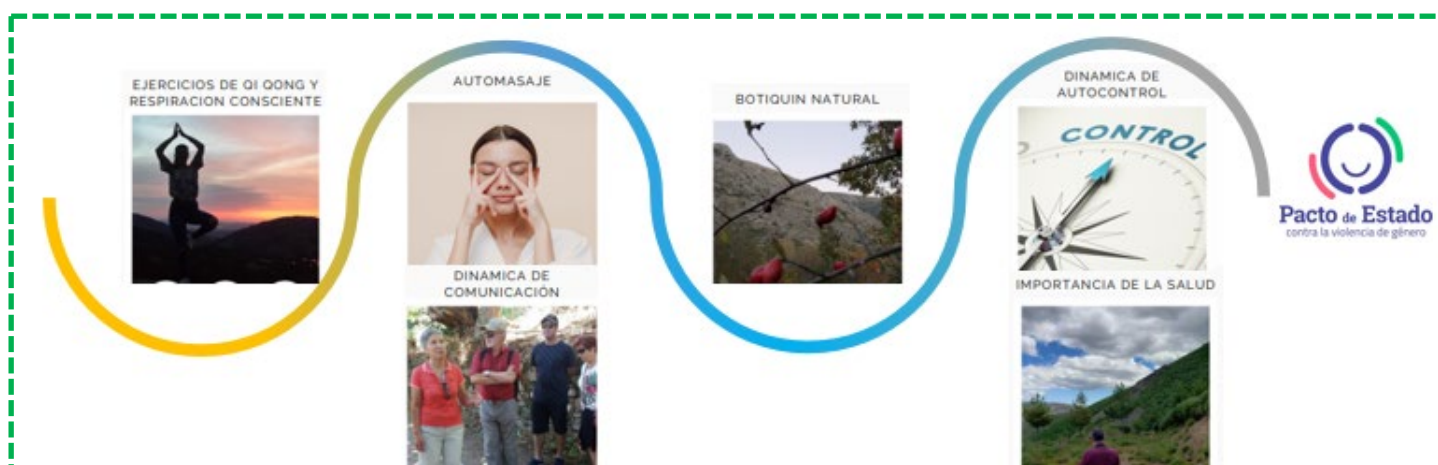 EJERCICIOS DE QI QONG Y
RESPIRACION CONSCIENTE
AUTOMASAJE
DINAMICA DE
COMUNICACIÓN
BOTIQUIN NATURAL
DINAMICA DE
AUTOCONTROL
CONTROL
IMPORTANCIA DE LA SALUD
Pacto de Estado
contra la violencia de género